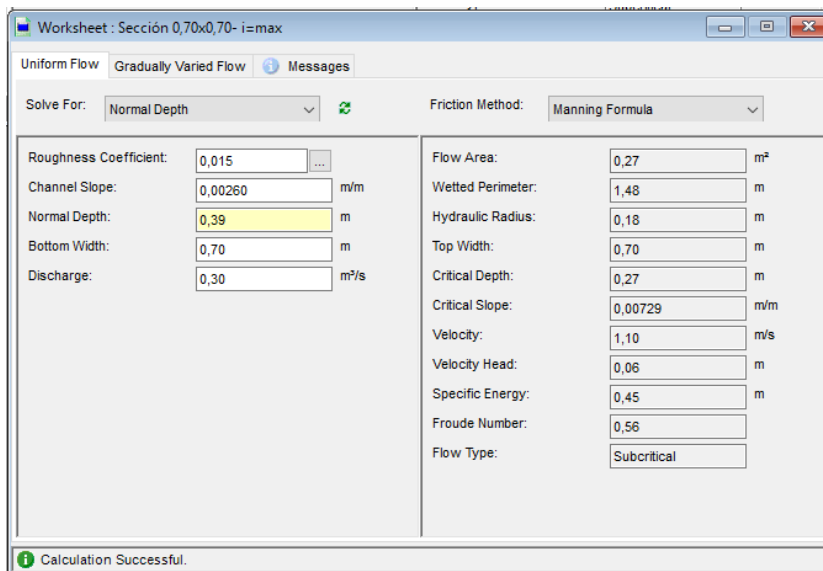 Worksheet : Sección 0,70x0,70- i=max
Uniform Flow Gradually Varied Flow Messages
Solve For: Normal Depth Friction Method: Manning Formula
Roughness Coefficient: 0,015 ...
Channel Slope: 0,00260 m/m
Normal Depth: 0,39 m
Bottom Width: 0,70 m
Discharge: 0,30 m³/s
Flow Area: 0,27 m²
Wetted Perimeter: 1,48 m
Hydraulic Radius: 0,18 m
Top Width: 0,70 m
Critical Depth: 0,27 m
Critical Slope: 0,00729 m/m
Velocity: 1,10 m/s
Velocity Head: 0,06 m
Specific Energy: 0,45 m
Froude Number: 0,56
Flow Type: Subcritical
Calculation Successful.